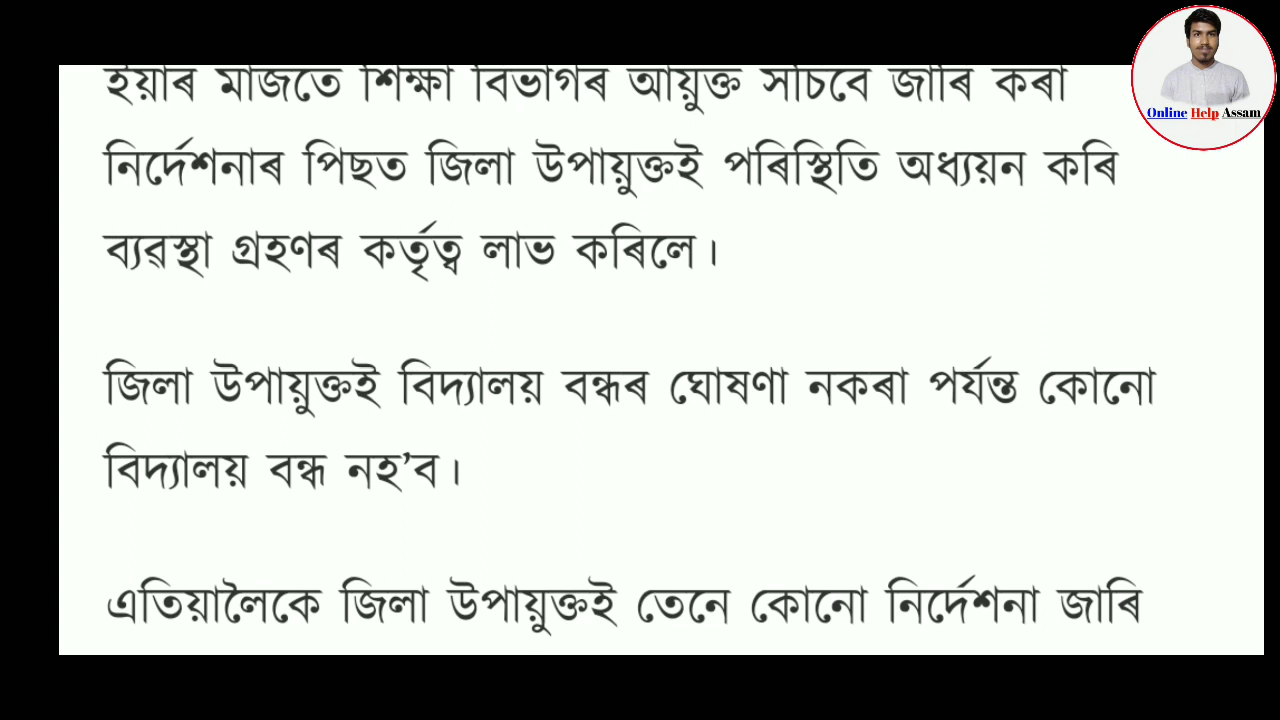 ইয়াৰ মাজতে শিক্ষা বিভাগৰ আয়ুক্ত সচিবে জাৰি কৰা
নিৰ্দেশনাৰ পিছত জিলা উপায়ুক্তই পৰিস্থিতি অধ্যয়ন কৰি
ব্যৱস্থা গ্ৰহণৰ কৰ্তৃত্ব লাভ কৰিলে।
জিলা উপায়ুক্তই বিদ্যালয় বন্ধৰ ঘোষণা নকৰা পৰ্যন্ত কোনো
বিদ্যালয় বন্ধ নহ’ব।
এতিয়ালৈকে জিলা উপায়ুক্তই তেনে কোনো নিৰ্দেশনা জাৰি
Online Help Assam